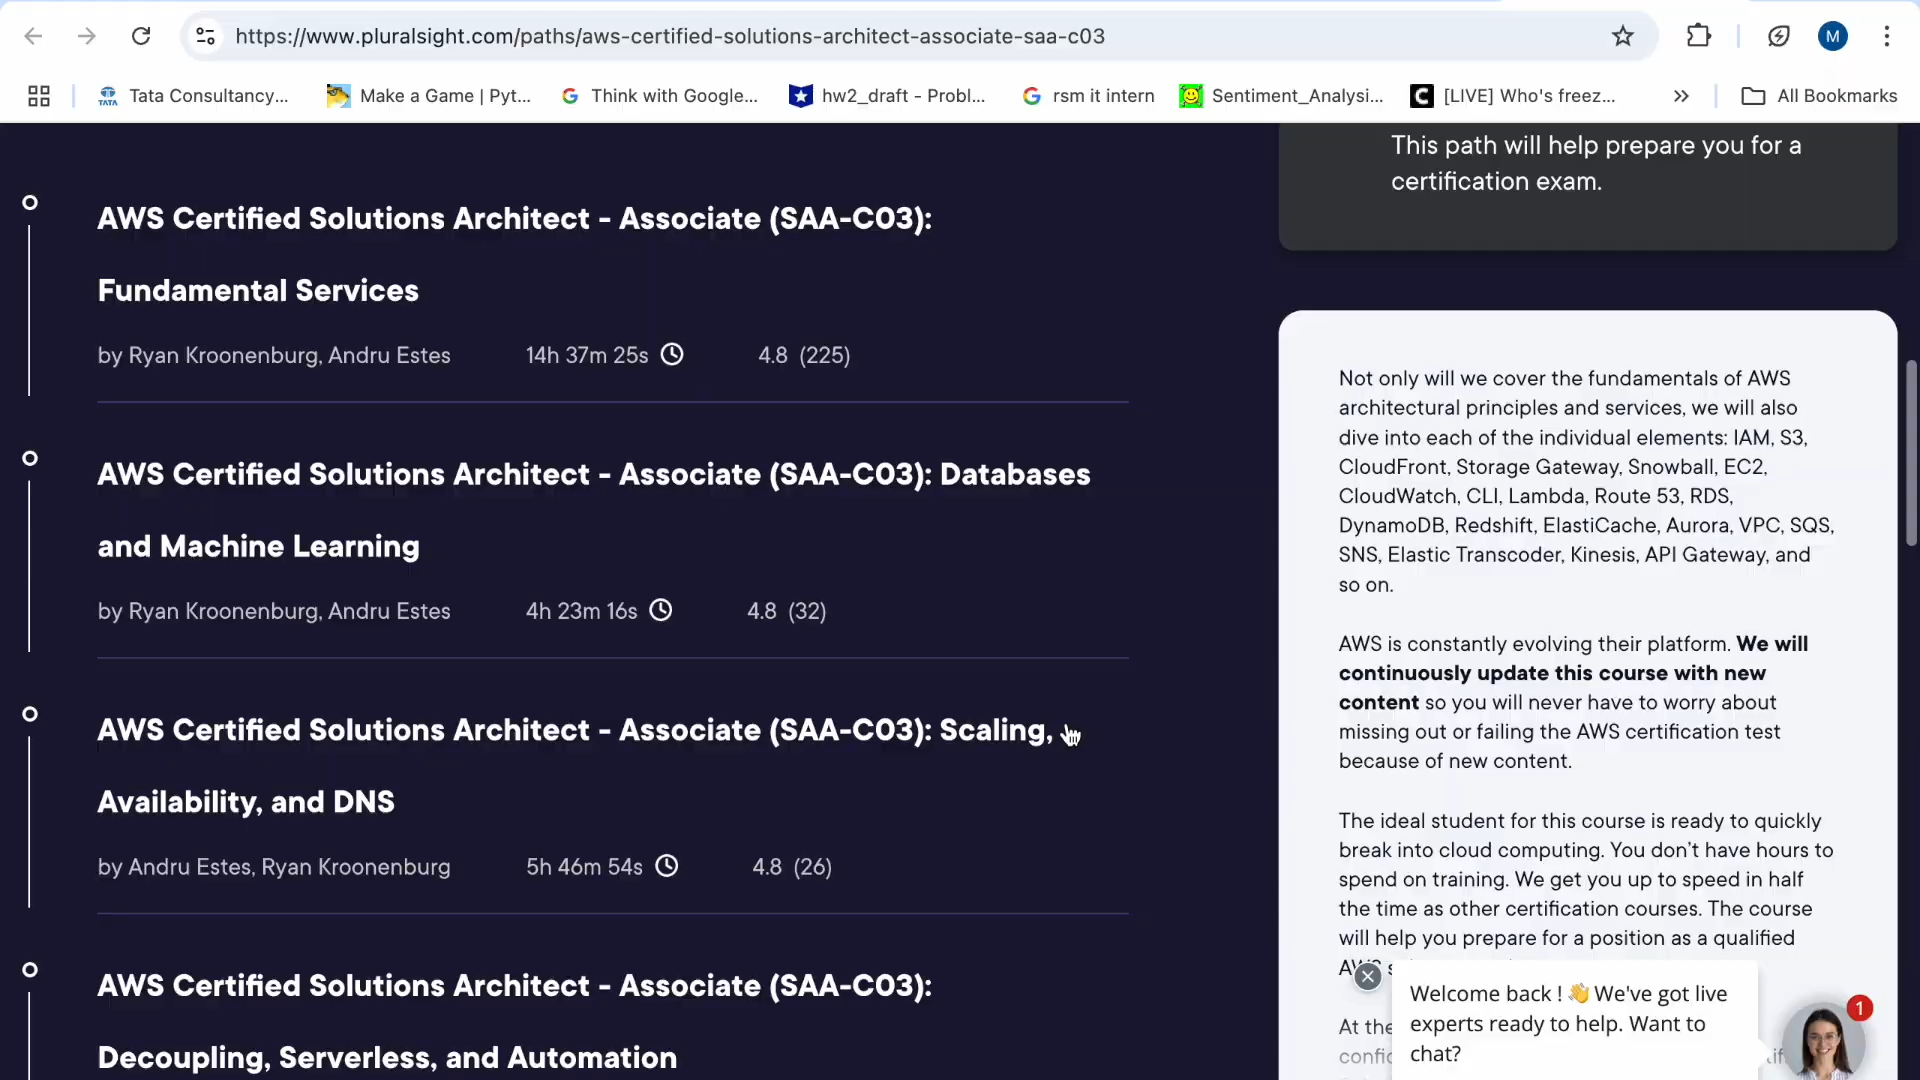 https://www.pluralsight.com/paths/aws-certified-solutions-architect-associate-saa-c03
M
TATA
Tata Consultancy...
Make a Game | Pyt...
Think with Google...
hw2_draft - Probl...
rsm it intern
Sentiment_Analysi...
[LIVE] Who's freez...
All Bookmarks
AWS Certified Solutions Architect - Associate (SAA-C03):
Fundamental Services
by Ryan Kroonenburg, Andru Estes 14h 37m 25s 4.8 (225)
AWS Certified Solutions Architect - Associate (SAA-C03): Databases
and Machine Learning
by Ryan Kroonenburg, Andru Estes 4h 23m 16s 4.8 (32)
AWS Certified Solutions Architect - Associate (SAA-C03): Scaling,
Availability, and DNS
by Andru Estes, Ryan Kroonenburg 5h 46m 54s 4.8 (26)
AWS Certified Solutions Architect - Associate (SAA-C03):
Decoupling, Serverless, and Automation
This path will help prepare you for a
certification exam.
Not only will we cover the fundamentals of AWS
architectural principles and services, we will also
dive into each of the individual elements: IAM, S3,
CloudFront, Storage Gateway, Snowball, EC2,
CloudWatch, CLI, Lambda, Route 53, RDS,
DynamoDB, Redshift, ElastiCache, Aurora, VPC, SQS,
SNS, Elastic Transcoder, Kinesis, API Gateway, and
so on.
AWS is constantly evolving their platform. We will
continuously update this course with new
content so you will never have to worry about
missing out or failing the AWS certification test
because of new content.
The ideal student for this course is ready to quickly
break into cloud computing. You don't have hours to
spend on training. We get you up to speed in half
the time as other certification courses. The course
will help you prepare for a position as a qualified
At the
Welcome back ! 👋 We've got live
experts ready to help. Want to
chat?
1